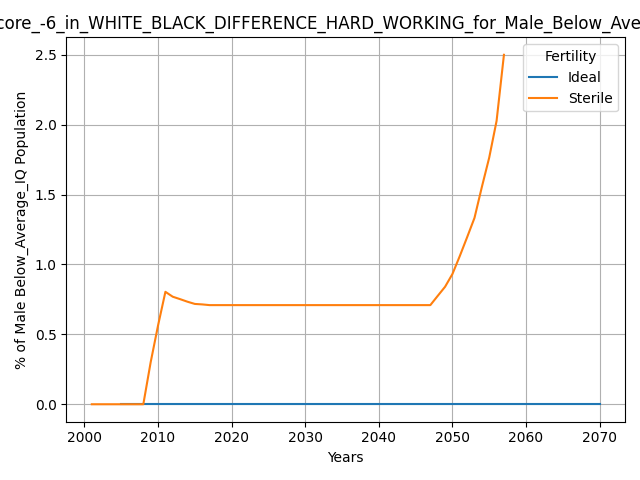 core_-6_in_WHITE_BLACK_DIFFERENCE_HARD_WORKING_for_Male_Below_Ave
Fertility
Ideal
Sterile
% of Male Below_Average_IQ Population
2.5
2.0
1.5
1.0
0.5
0.0
2000 2010 2020 2030 2040 2050 2060 2070
Years